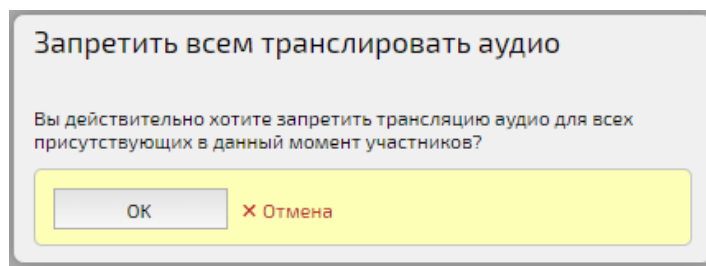 Запретить всем транслировать аудио
Вы действительно хотите запретить трансляцию аудио для всех
присутствующих в данный момент участников?
ОК × Отмена